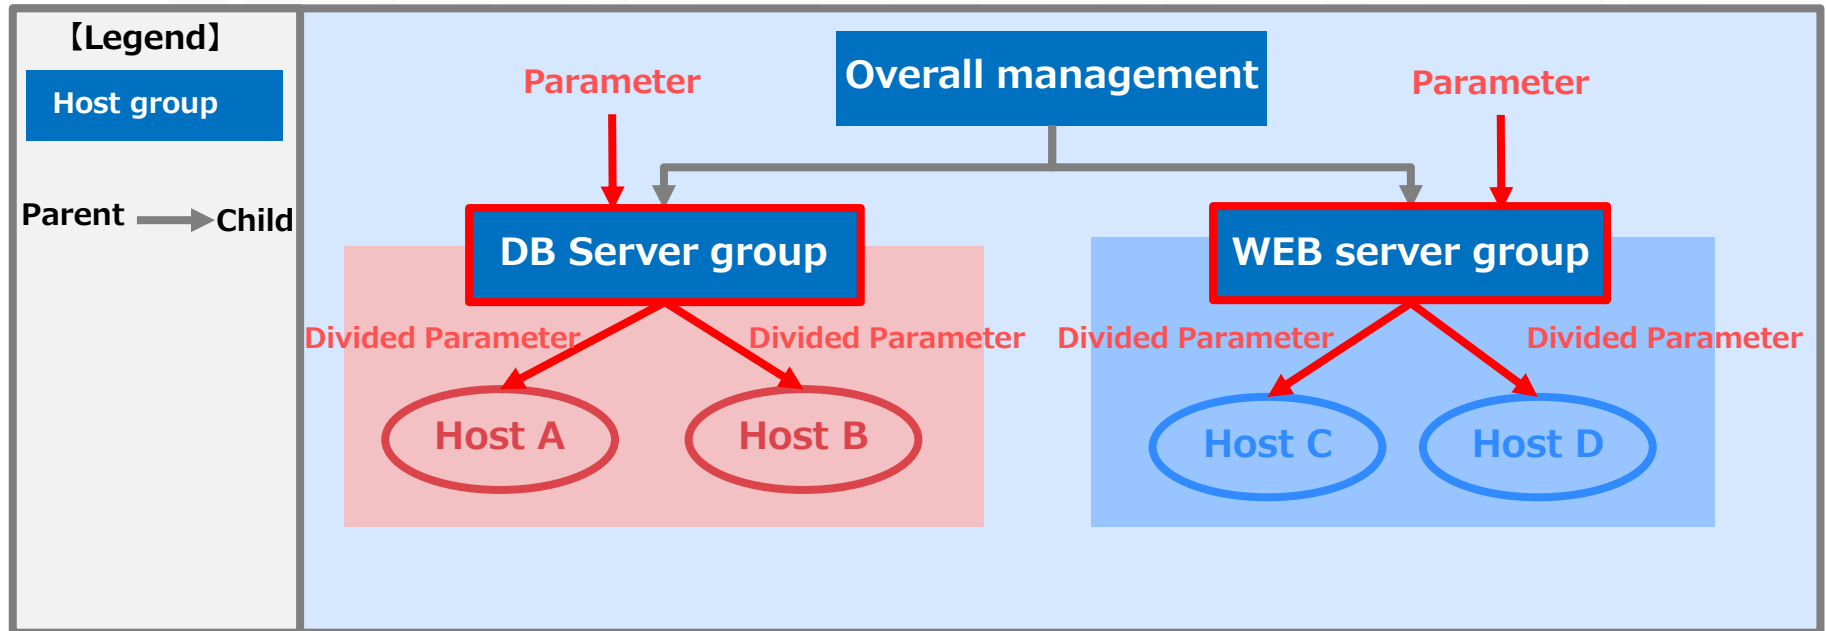 【Legend】
Host group
Parent
Child
Overall management
Parameter
Parameter
DB Server group
WEB server group
Divided Parameter
Divided Parameter
Divided Parameter
Divided Parameter
Host A
Host B
Host C
Host D